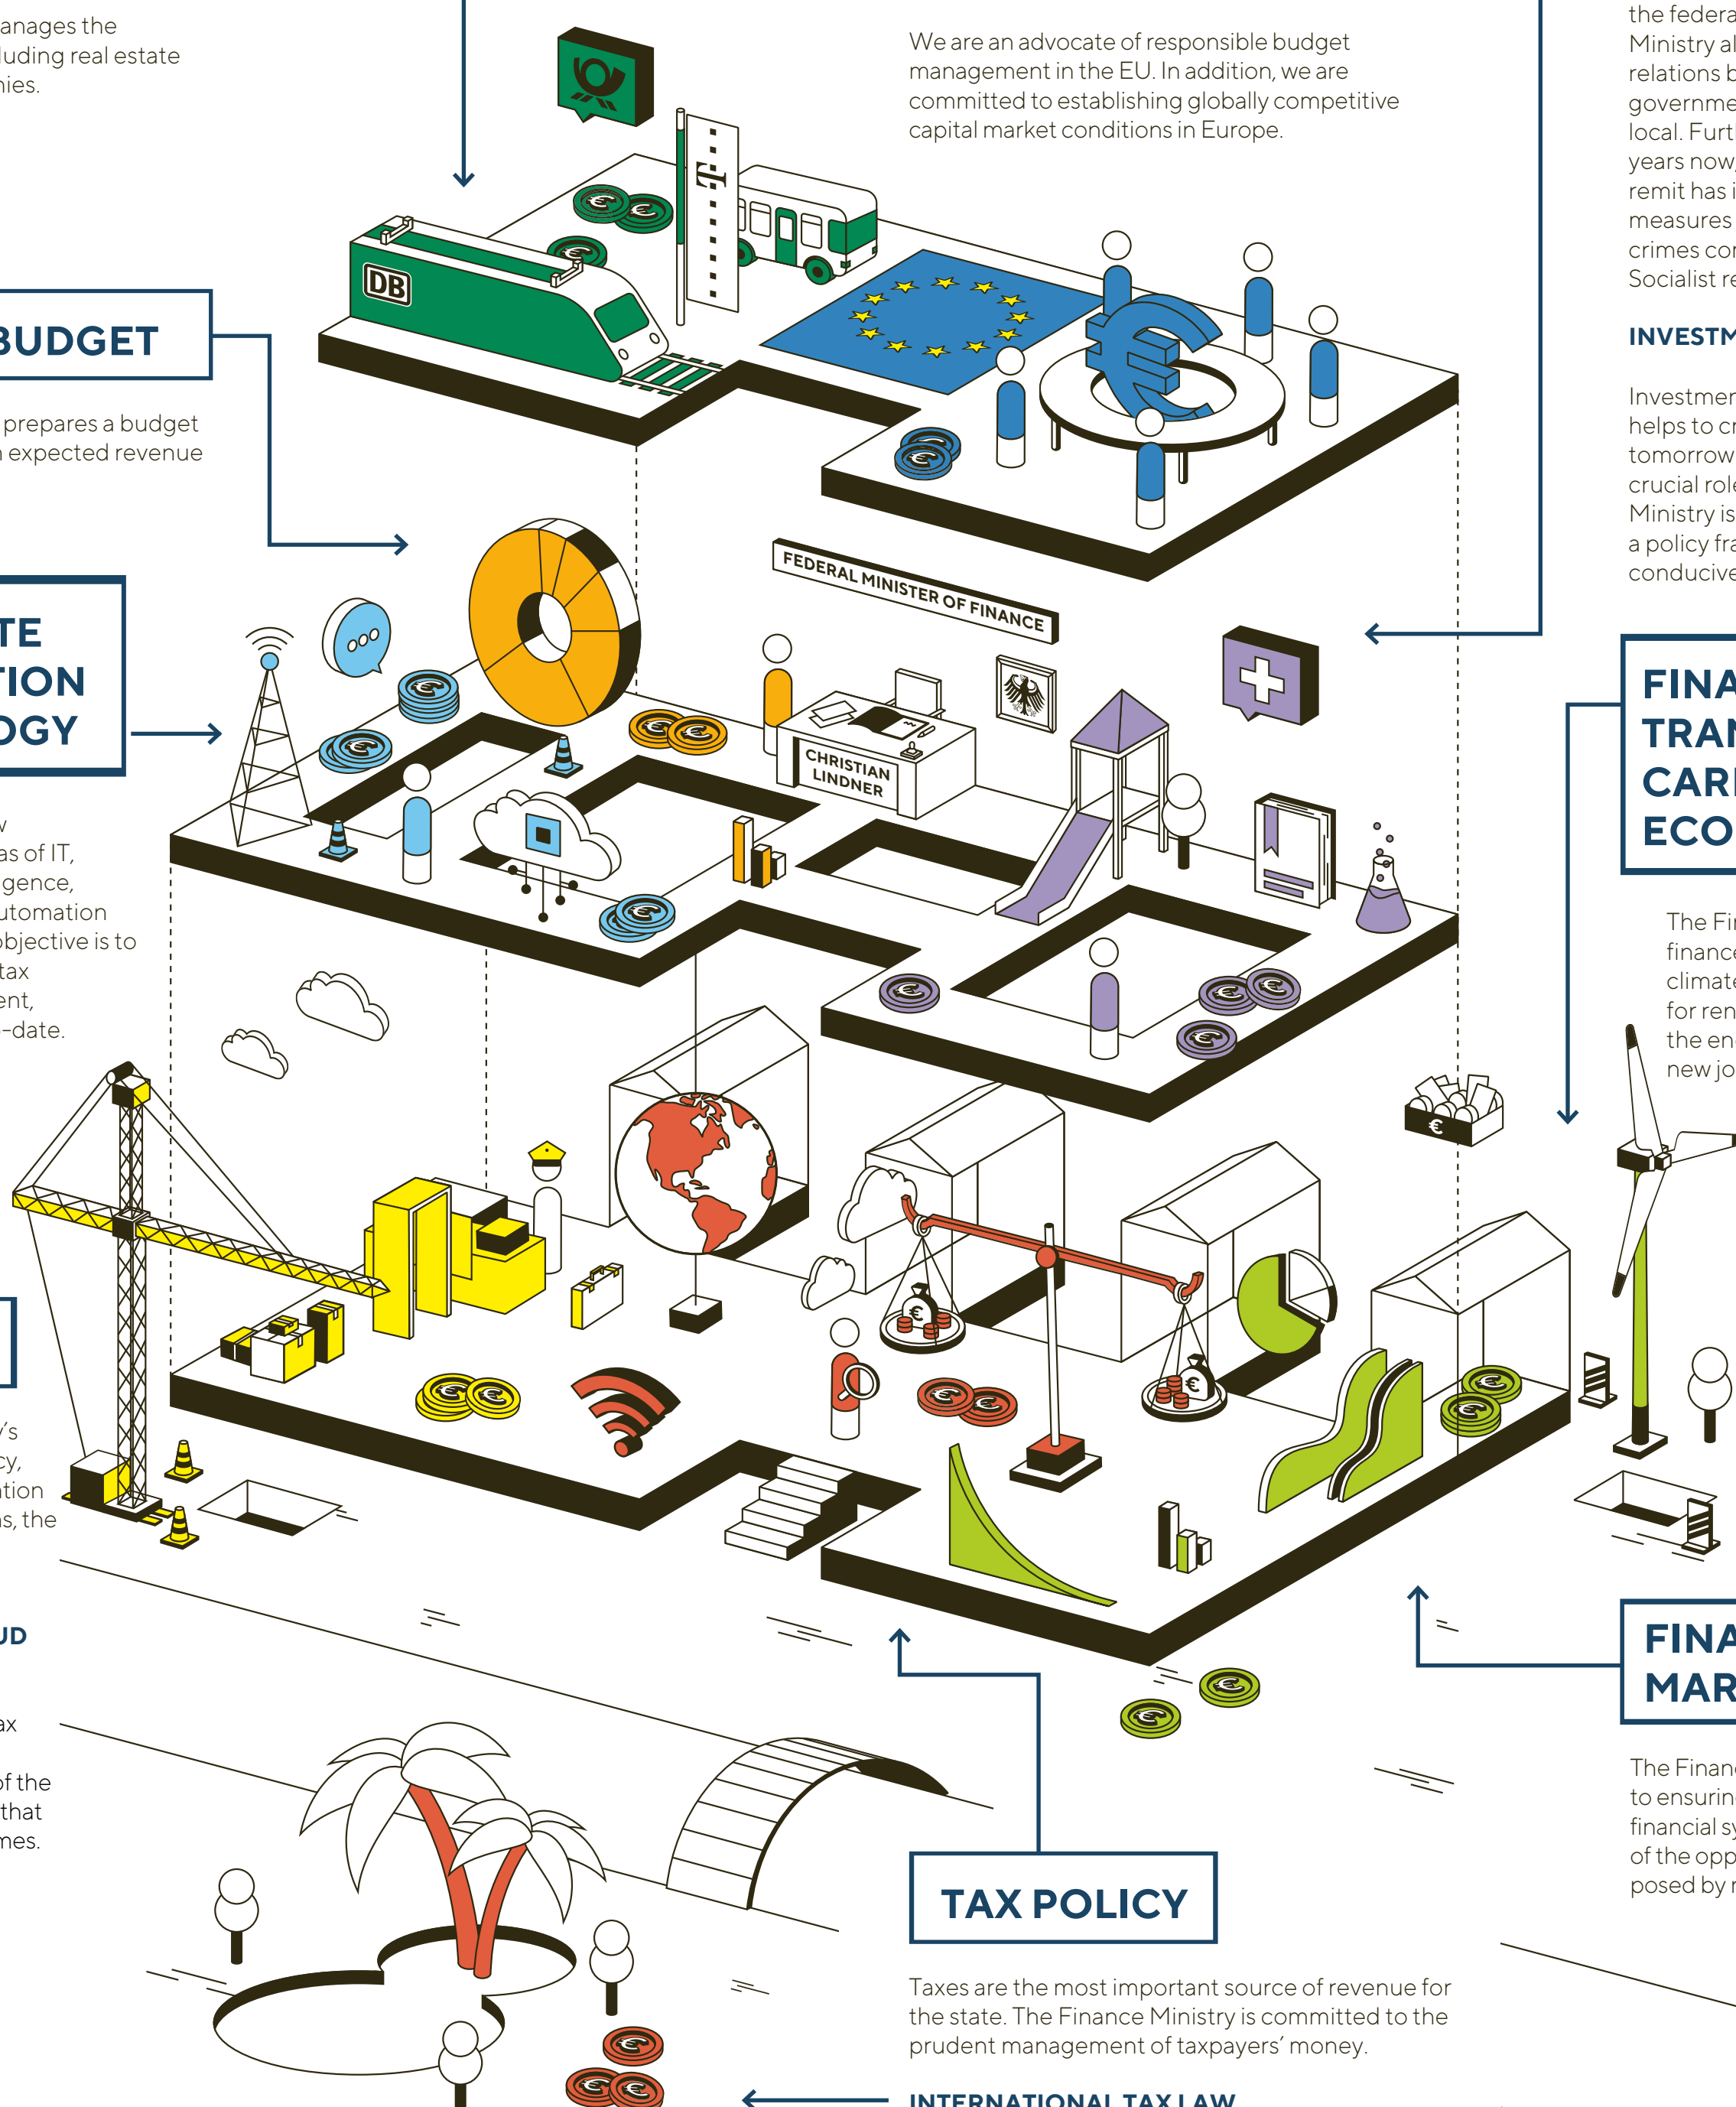 anages the
luding real estate
nies.
We are an advocate of responsible budget
management in the EU. In addition, we are
committed to establishing globally competitive
capital market conditions in Europe.
the federa
Ministry al
relations b
governme
local. Furt
years now,
remit has i
measures
crimes cor
Socialist re
INVESTM
Investmen
helps to cr
tomorrow
crucial role
Ministry is
a policy fra
conducive
T
DB
BUDGET
prepares a budget
n expected revenue
FEDERAL MINISTER OF FINANCE
CHRISTIAN
LINDNER
TE
TION
OGY
as of IT,
gence,
utomation
objective is to
tax
ent,
-date.
FINA
TRAN
CARE
ECO
The Fi
finance
climate
for ren
the en
new jo
€
y's
cy,
ation
s, the
UD
ax
of the
that
mes.
FINA
MAR
The Financ
to ensuring
financial sy
of the opp
posed by r
TAX POLICY
Taxes are the most important source of revenue for
the state. The Finance Ministry is committed to the
prudent management of taxpayers' money.
INTERNATIONAL TAX LAW